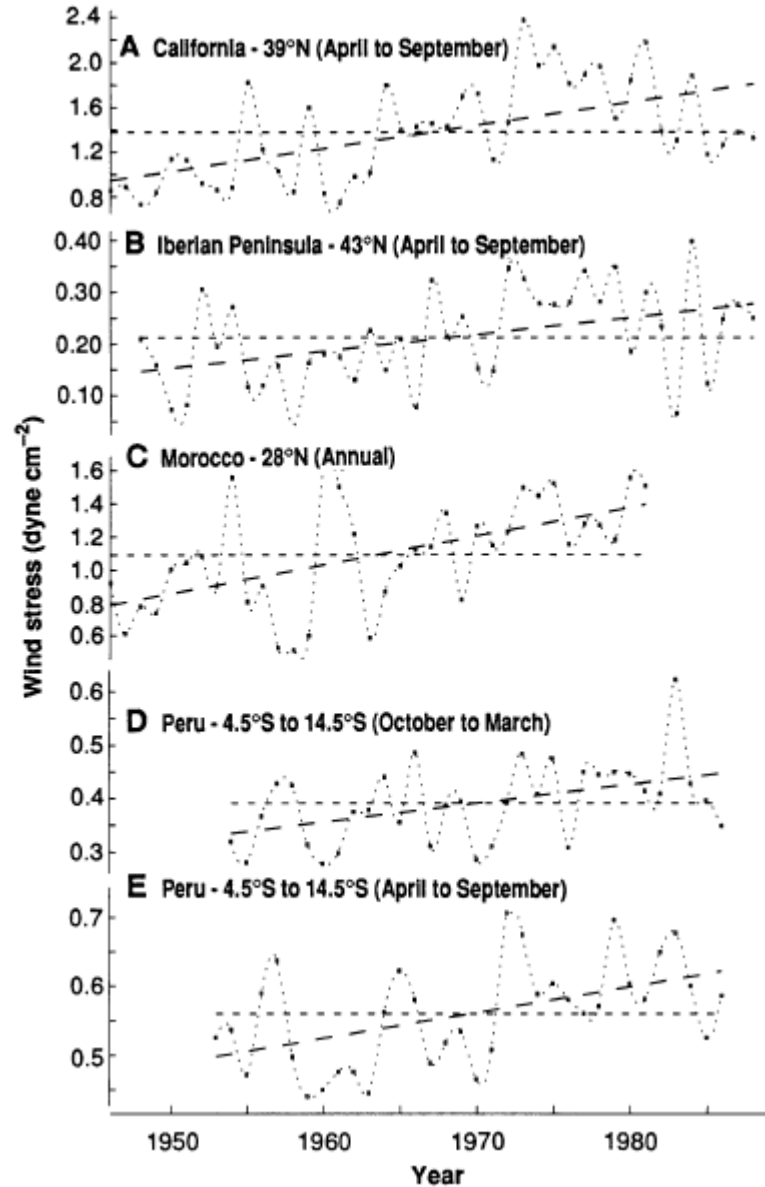 2.4
A California - 39°N (April to September)
2.0
1.6
1.2
0.8
0.40
B Iberian Peninsula - 43°N (April to September)
0.30
0.20
0.10
C Morocco - 28°N (Annual)
1.6
1.4
1.2
1.0
0.8
0.6
Wind stress (dyne cm⁻²)
0.6
D Peru - 4.5°S to 14.5°S (October to March)
0.5
0.4
0.3
E Peru - 4.5°S to 14.5°S (April to September)
0.7
0.6
0.5
1950 1960 1970 1980
Year